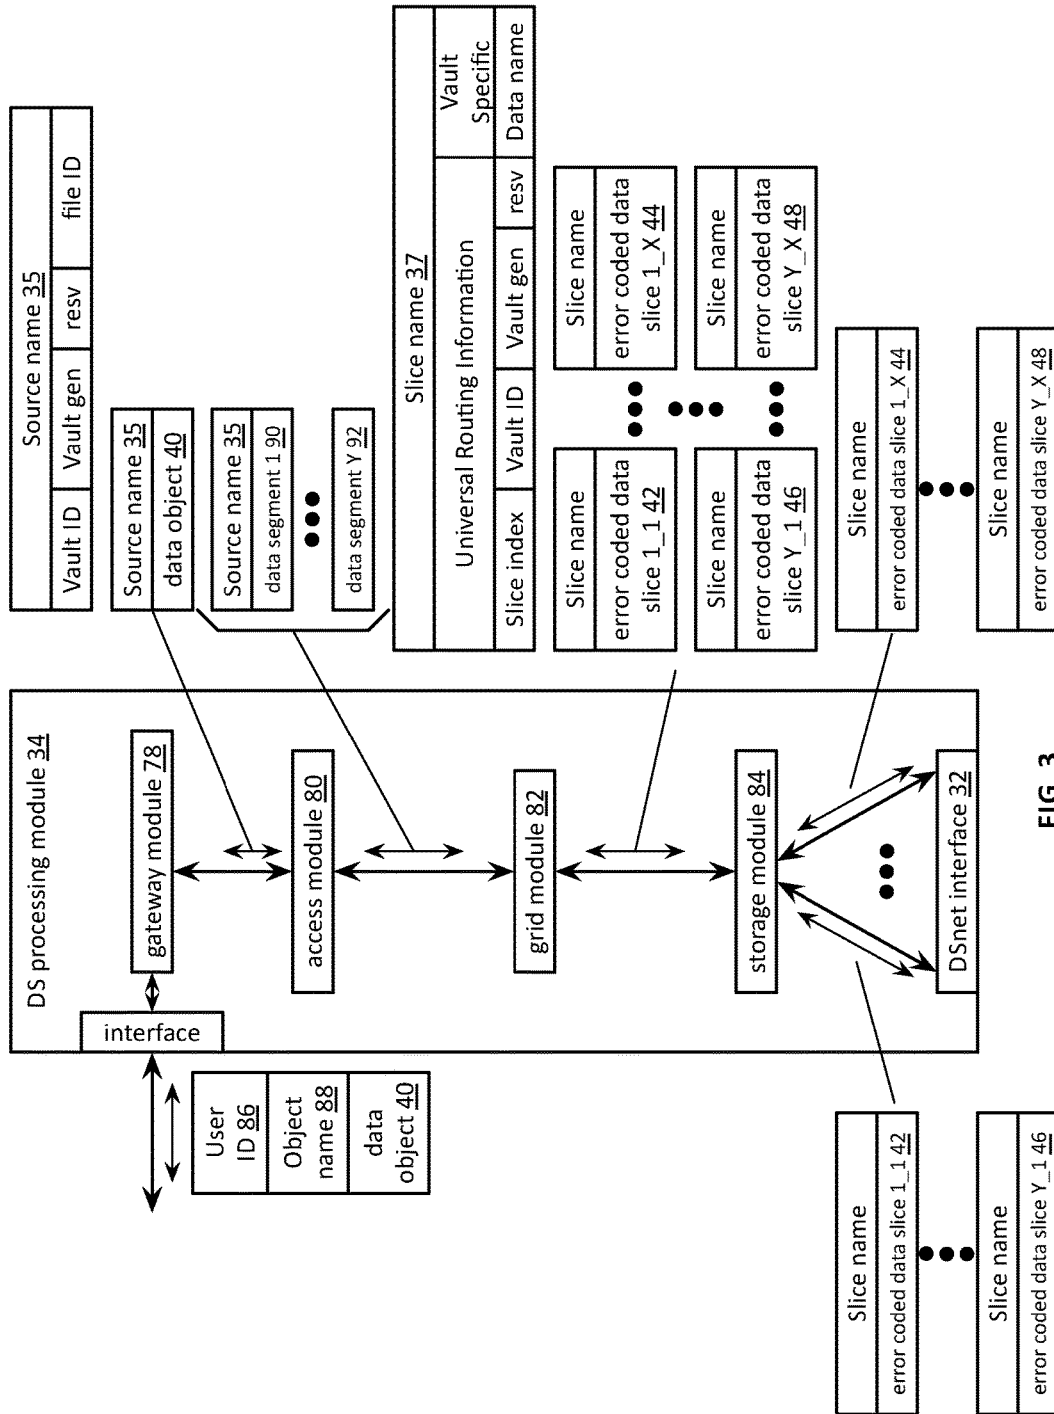 DS processing module 34
interface
gateway module 78
access module 80
grid module 82
storage module 84
DSnet interface 32
User
ID 86
Object
name 88
data
object 40
Source name 35
Vault ID
Vault gen
resv
file ID
Source name 35
data object 40
Source name 35
data segment 1 90
data segment Y 92
Slice name 37
Universal Routing Information
Vault
Specific
Slice index
Vault ID
Vault gen
resv
Data name
Slice name
error coded data
slice 1_1 42
Slice name
error coded data
slice 1_X 44
Slice name
error coded data
slice Y_1 46
Slice name
error coded data
slice Y_X 48
Slice name
error coded data slice 1_1 42
Slice name
error coded data slice Y_1 46
Slice name
error coded data slice 1_X 44
Slice name
error coded data slice Y_X 48
FIG. 3